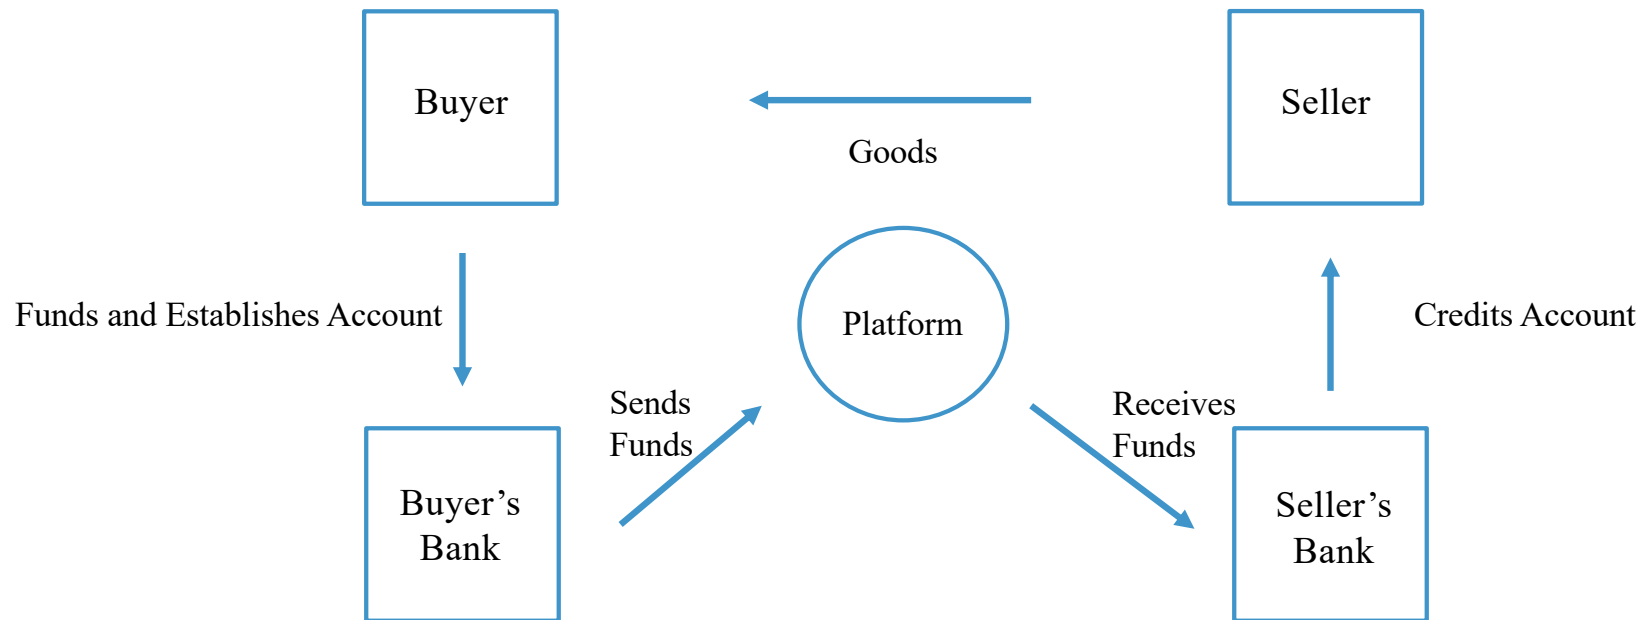 Buyer
Seller
Goods
Platform
Funds and Establishes Account
Credits Account
Sends
Funds
Receives
Funds
Buyer’s
Bank
Seller’s
Bank